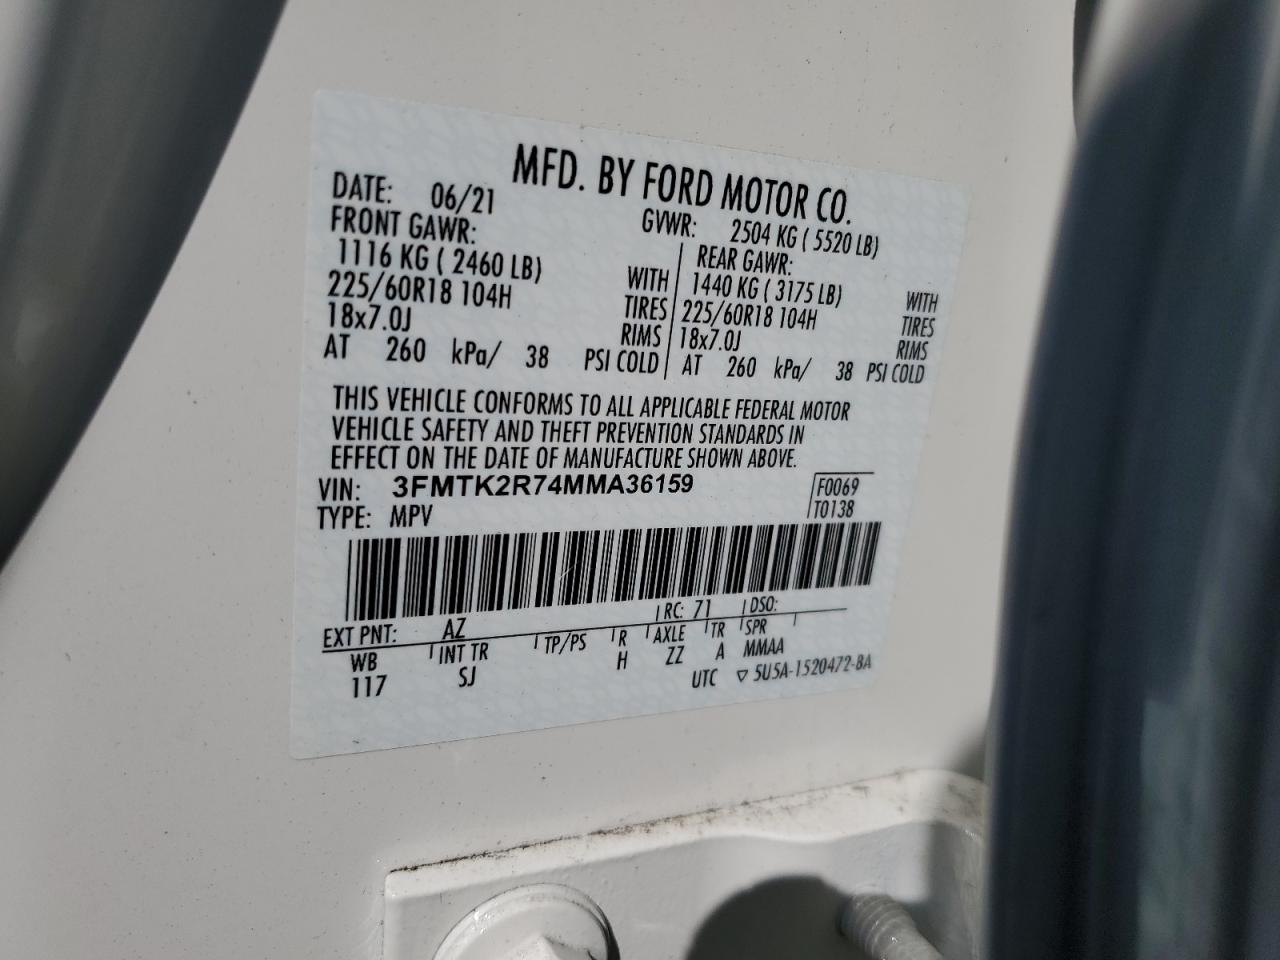 MFD. BY FORD MOTOR CO.
DATE: 06/21 GVWR: 2504 KG ( 5520 LB)
FRONT GAWR: REAR GAWR:
1116 KG ( 2460 LB) WITH 1440 KG ( 3175 LB) WITH
225/60R18 104H TIRES 225/60R18 104H TIRES
18x7.0J RIMS 18x7.0J RIMS
AT 260 kPa/ 38 PSI COLD AT 260 kPa/ 38 PSI COLD
THIS VEHICLE CONFORMS TO ALL APPLICABLE FEDERAL MOTOR
VEHICLE SAFETY AND THEFT PREVENTION STANDARDS IN
EFFECT ON THE DATE OF MANUFACTURE SHOWN ABOVE.
VIN: 3FMTK2R74MMA36159 F0069
TYPE: MPV T0138
EXT PNT: AZ RC: 71 DSO:
WB INT TR TP/PS R AXLE TR SPR
117 SJ H ZZ A MMAA
UTC ▽ 5U5A-1520472-BA